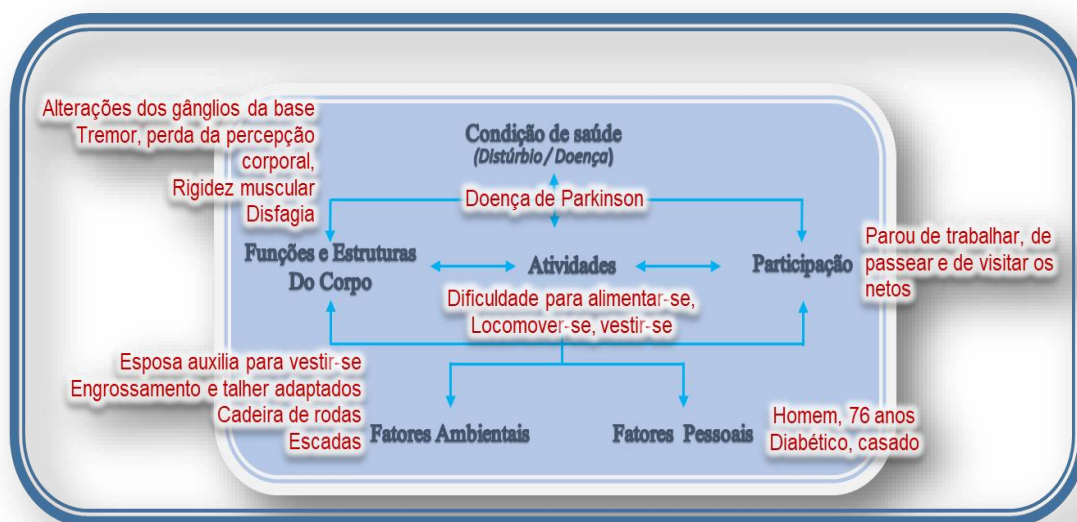 Alterações dos gânglios da base
Tremor, perda da percepção
corporal,
Rigidez muscular
Disfagia
Condição de saúde
(Distúrbio / Doença)
Doença de Parkinson
Funções e Estruturas
Do Corpo
Atividades
Participação
Parou de trabalhar, de
passear e de visitar os
netos
Dificuldade para alimentar-se,
Locomover-se, vestir-se
Esposa auxilia para vestir-se
Engrossamento e talher adaptados
Cadeira de rodas
Escadas
Fatores Ambientais
Fatores Pessoais
Homem, 76 anos
Diabético, casado